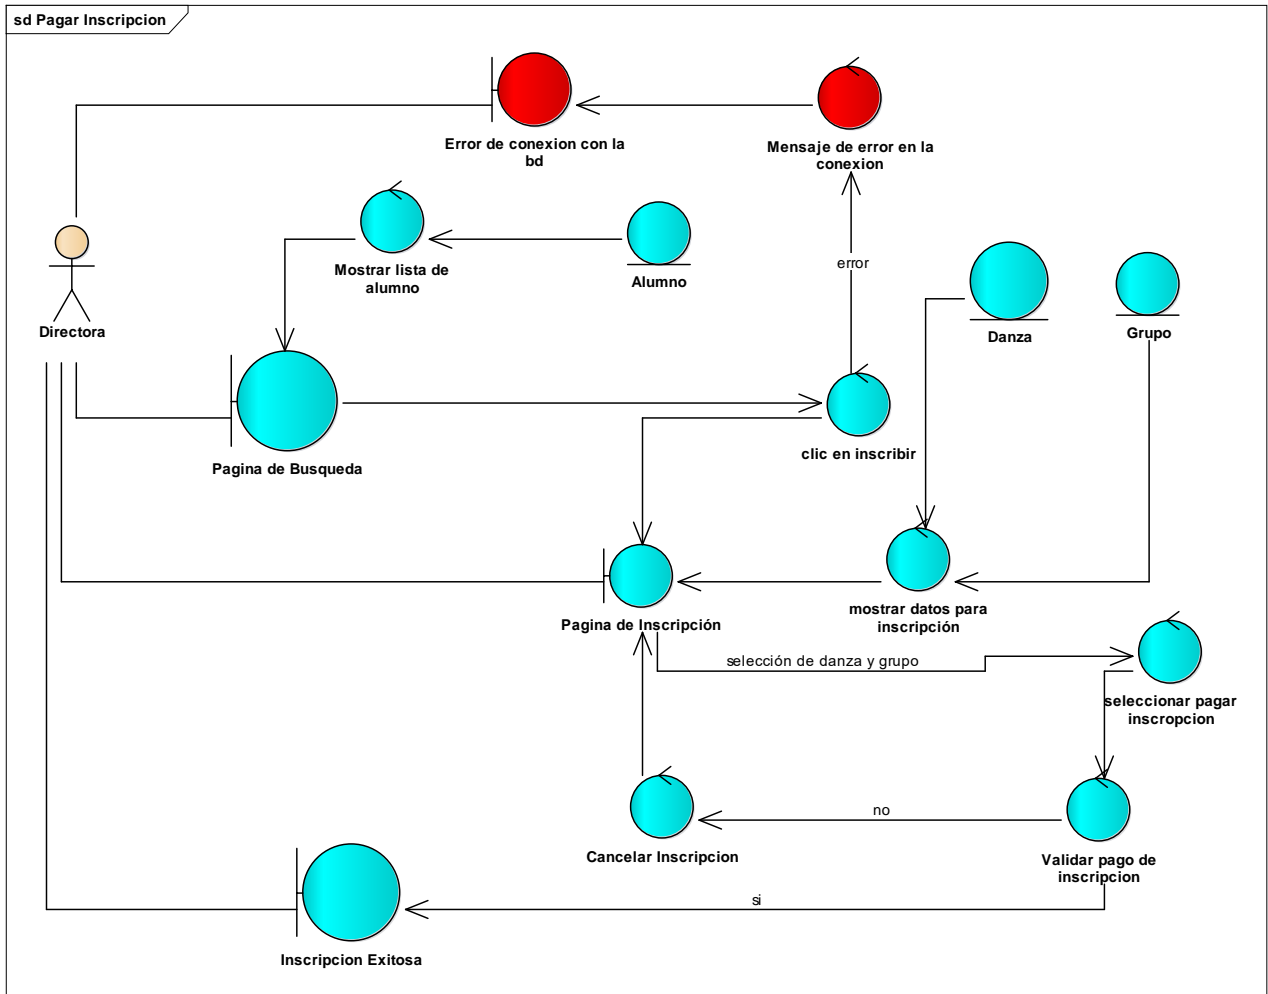 sd Pagar Inscripcion
Error de conexion con la
bd
Mensaje de error en la
conexion
Mostrar lista de
alumno
Alumno
error
Danza
Grupo
Directora
Pagina de Busqueda
clic en inscribir
Pagina de Inscripción
mostrar datos para
inscripción
selección de danza y grupo
seleccionar pagar
inscropcion
Cancelar Inscripcion
no
Validar pago de
inscripcion
si
Inscripcion Exitosa